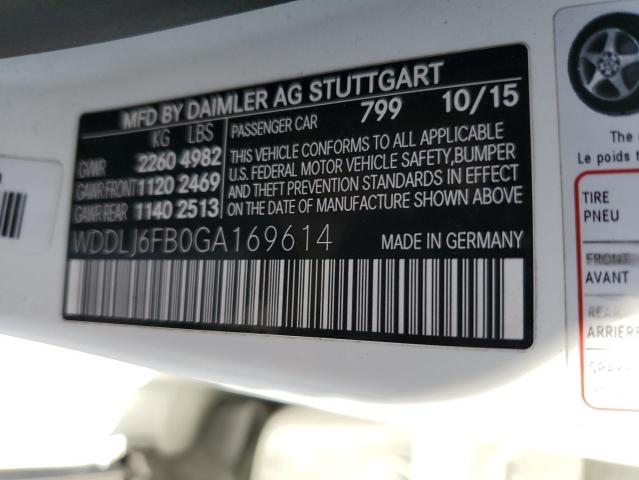 MFD BY DAIMLER AG STUTTGART
KG LBS
GVWR 2260 4982
GAWR FRONT 1120 2469
GAWR REAR 1140 2513
PASSENGER CAR 799 10/15
THIS VEHICLE CONFORMS TO ALL APPLICABLE
U.S. FEDERAL MOTOR VEHICLE SAFETY,BUMPER
AND THEFT PREVENTION STANDARDS IN EFFECT
ON THE DATE OF MANUFACTURE SHOWN ABOVE
WDDLJ6FB0GA169614 MADE IN GERMANY
The
Le poids
TIRE
PNEU
FRONT
AVANT
REAR
ARRIERE